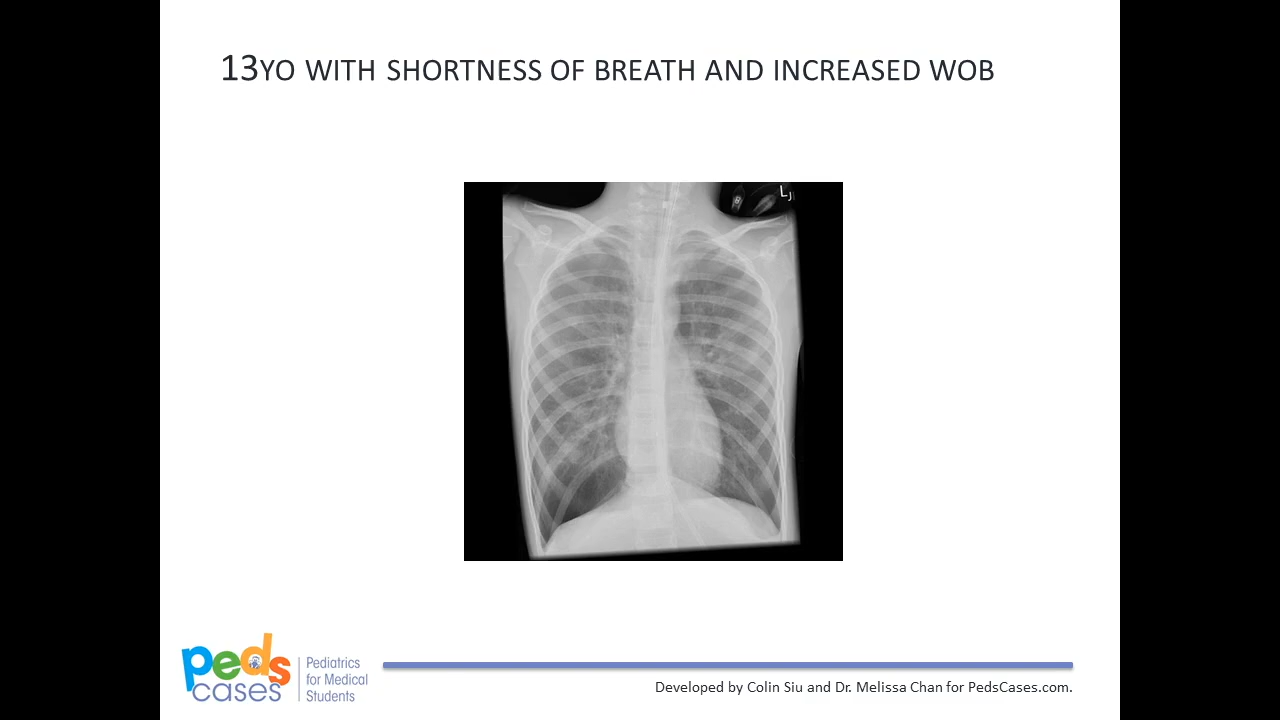 13YO WITH SHORTNESS OF BREATH AND INCREASED WOB
L
peds
cases
Pediatrics
for Medical
Students
Developed by Colin Siu and Dr. Melissa Chan for PedsCases.com.